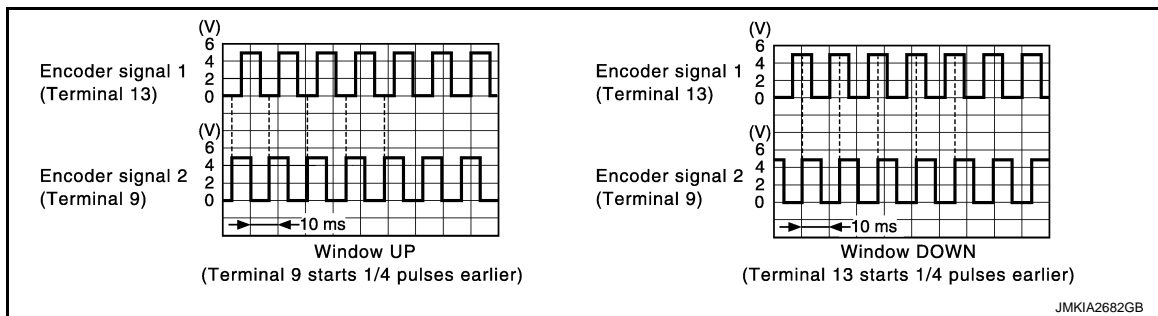 (V)
6
4
2
0
Encoder signal 1
(Terminal 13)
(V)
6
4
2
0
Encoder signal 2
(Terminal 9)
10 ms
Window UP
(Terminal 9 starts 1/4 pulses earlier)
(V)
6
4
2
0
Encoder signal 1
(Terminal 13)
(V)
6
4
2
0
Encoder signal 2
(Terminal 9)
10 ms
Window DOWN
(Terminal 13 starts 1/4 pulses earlier)
JMKIA2682GB